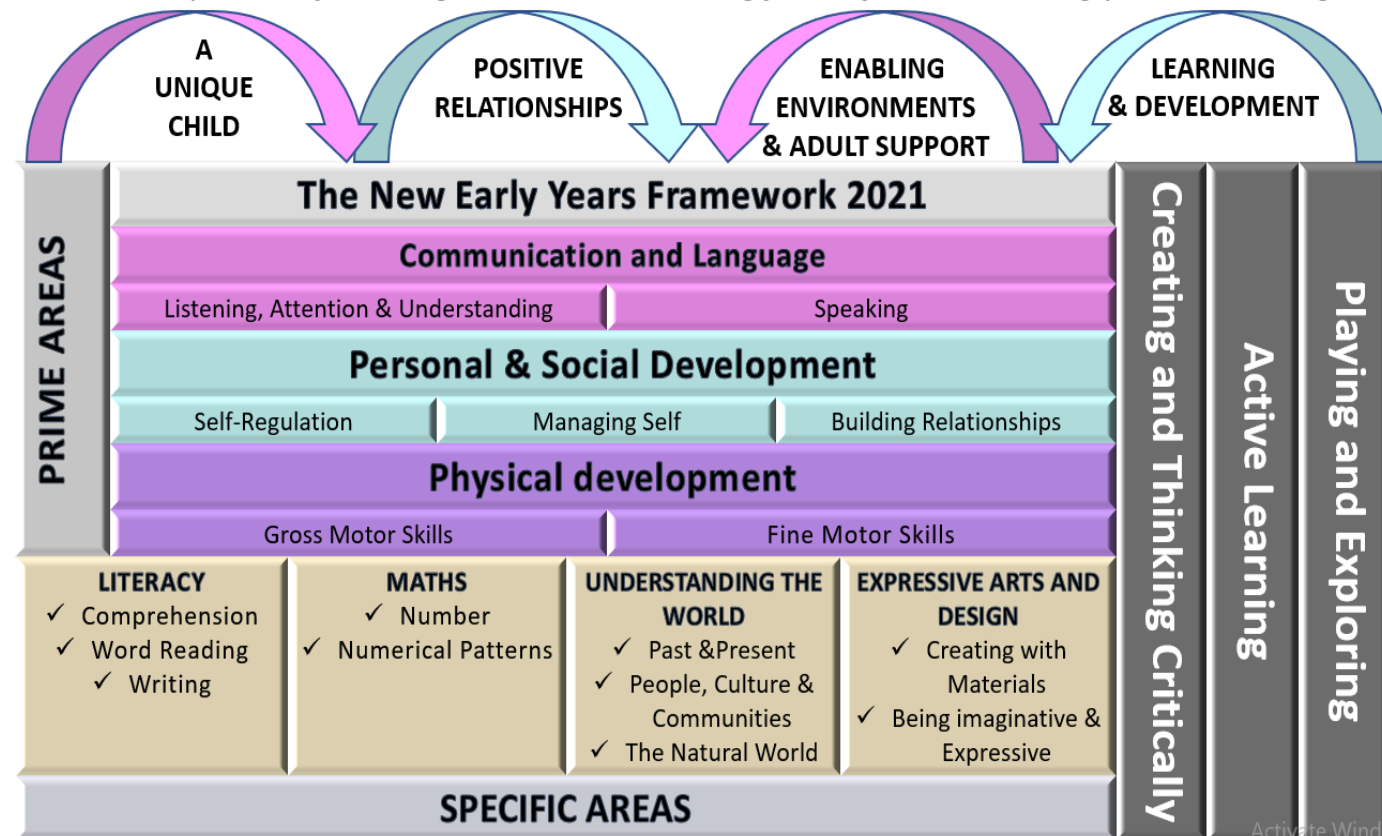 A
UNIQUE
CHILD
POSITIVE
RELATIONSHIPS
ENABLING
ENVIRONMENTS
& ADULT SUPPORT
LEARNING
& DEVELOPMENT
PRIME AREAS
The New Early Years Framework 2021
Communication and Language
Listening, Attention & Understanding
Speaking
Personal & Social Development
Self-Regulation
Managing Self
Building Relationships
Physical development
Gross Motor Skills
Fine Motor Skills
LITERACY
✓ Comprehension
✓ Word Reading
✓ Writing
MATHS
✓ Number
✓ Numerical Patterns
UNDERSTANDING THE
WORLD
✓ Past &Present
✓ People, Culture &
Communities
✓ The Natural World
EXPRESSIVE ARTS AND
DESIGN
✓ Creating with
Materials
✓ Being imaginative &
Expressive
SPECIFIC AREAS
Creating and Thinking Critically
Active Learning
Playing and Exploring
Activate Wind